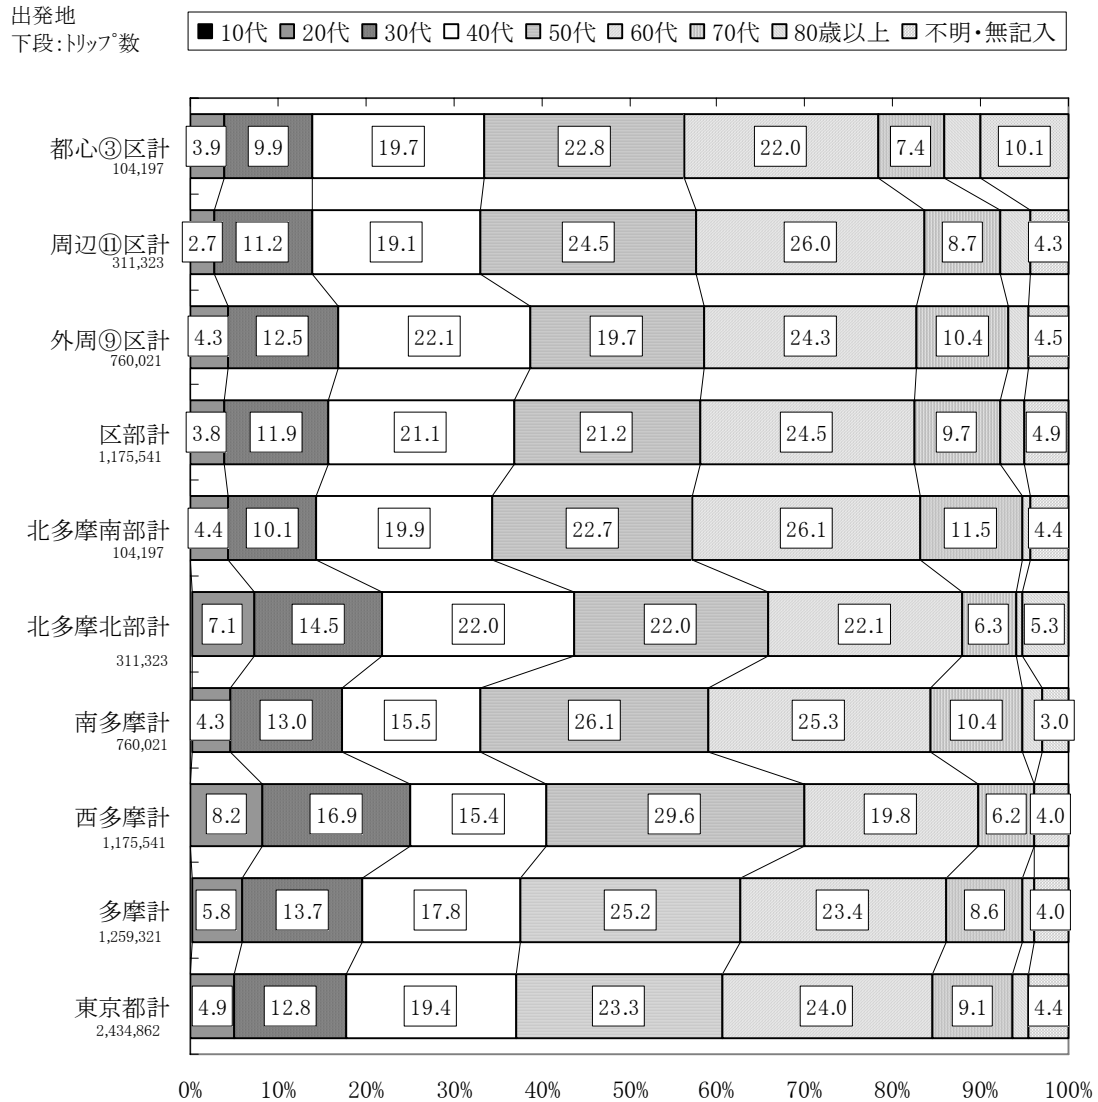 出発地
下段:トリップ数
■ 10代 ■ 20代 ■ 30代 □ 40代 ■ 50代 □ 60代 ■ 70代 □ 80歳以上 □ 不明・無記入
都心③区計 3.9 9.9 19.7 22.8 22.0 7.4 10.1
104,197
周辺⑪区計 2.7 11.2 19.1 24.5 26.0 8.7 4.3
311,323
外周⑨区計 4.3 12.5 22.1 19.7 24.3 10.4 4.5
760,021
区部計 3.8 11.9 21.1 21.2 24.5 9.7 4.9
1,175,541
北多摩南部計 4.4 10.1 19.9 22.7 26.1 11.5 4.4
104,197
北多摩北部計 7.1 14.5 22.0 22.0 22.1 6.3 5.3
311,323
南多摩計 4.3 13.0 15.5 26.1 25.3 10.4 3.0
760,021
西多摩計 8.2 16.9 15.4 29.6 19.8 6.2 4.0
1,175,541
多摩計 5.8 13.7 17.8 25.2 23.4 8.6 4.0
1,259,321
東京都計 4.9 12.8 19.4 23.3 24.0 9.1 4.4
2,434,862
0% 10% 20% 30% 40% 50% 60% 70% 80% 90% 100%